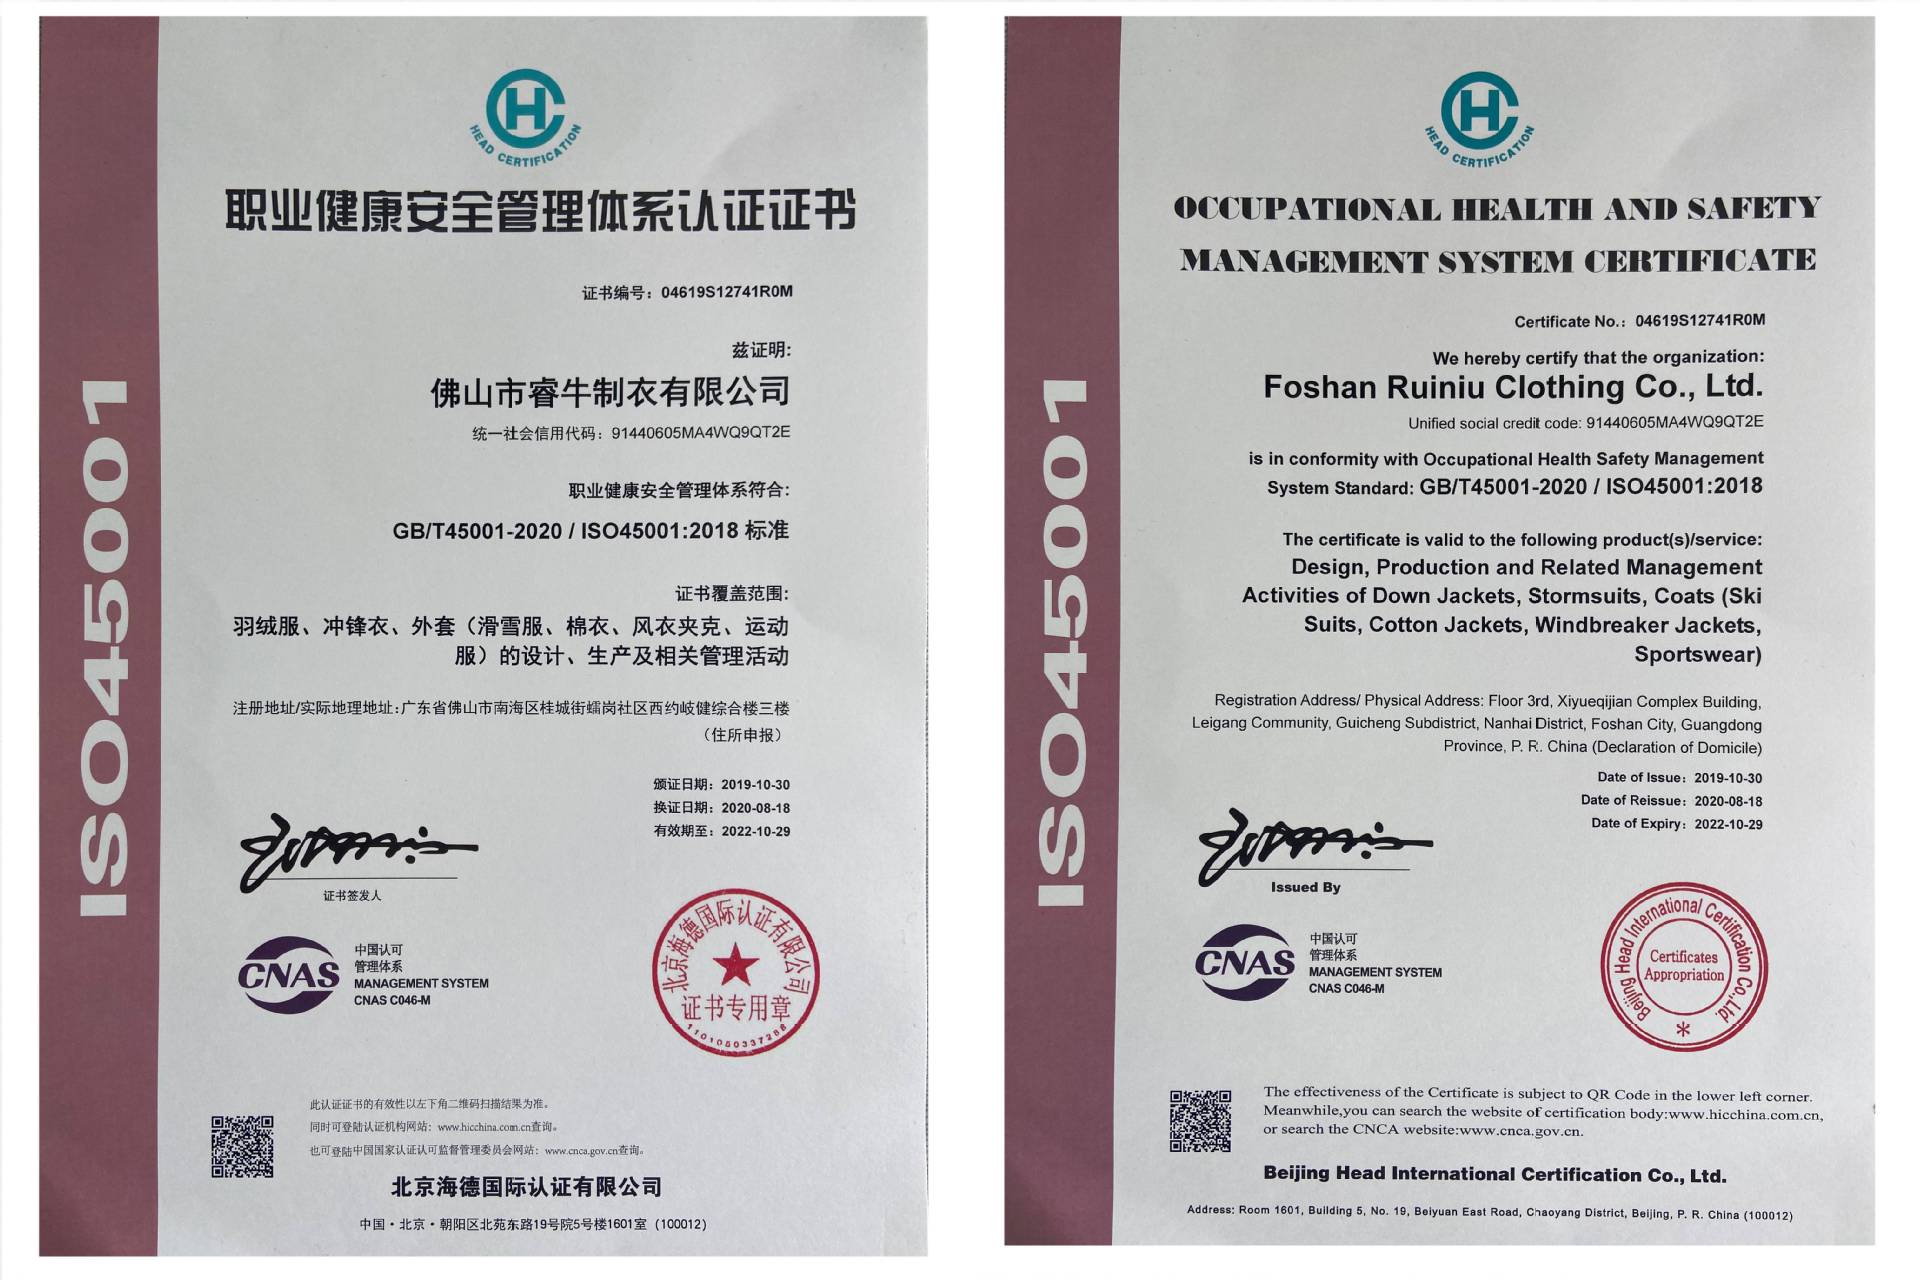 HEAD CERTIFICATION
职业健康安全管理体系认证证书
证书编号：04619S12741R0M
兹证明:
佛山市睿牛制衣有限公司
统一社会信用代码：91440605MA4WQ9QT2E
职业健康安全管理体系符合:
GB/T45001-2020 / ISO45001:2018 标准
证书覆盖范围:
羽绒服、冲锋衣、外套（滑雪服、棉衣、风衣夹克、运动
服）的设计、生产及相关管理活动
注册地址/实际地理地址:广东省佛山市南海区桂城街蠕岗社区西约岐健综合楼三楼
（住所申报）
颁证日期：2019-10-30
换证日期：2020-08-18
有效期至：2022-10-29
证书签发人
CNAS
中国认可
管理体系
MANAGEMENT SYSTEM
CNAS C046-M
北京海德国际认证有限公司
证书专用章
1101050337288
此认证证书的有效性以左下角二维码扫描结果为准。
同时可登陆认证机构网站：www.hicchina.com.cn查询。
也可登陆中国国家认证认可监督管理委员会网站：www.cnca.gov.cn查询。
北京海德国际认证有限公司
中国・北京・朝阳区北苑东路19号院5号楼1601室（100012）
ISO45001
HEAD CERTIFICATION
OCCUPATIONAL HEALTH AND SAFETY
MANAGEMENT SYSTEM CERTIFICATE
Certificate No.：04619S12741R0M
We hereby certify that the organization:
Foshan Ruiniu Clothing Co., Ltd.
Unified social credit code: 91440605MA4WQ9QT2E
is in conformity with Occupational Health Safety Management
System Standard: GB/T45001-2020 / ISO45001:2018
The certificate is valid to the following product(s)/service:
Design, Production and Related Management
Activities of Down Jackets, Stormsuits, Coats (Ski
Suits, Cotton Jackets, Windbreaker Jackets,
Sportswear)
Registration Address/ Physical Address: Floor 3rd, Xiyueqijian Complex Building,
Leigang Community, Guicheng Subdistrict, Nanhai District, Foshan City, Guangdong
Province, P. R. China (Declaration of Domicile)
Date of Issue：2019-10-30
Date of Reissue：2020-08-18
Date of Expiry：2022-10-29
Issued By
CNAS
中国认可
管理体系
MANAGEMENT SYSTEM
CNAS C046-M
Beijing Head International Certification Co.,Ltd.
Certificates
Appropriation
The effectiveness of the Certificate is subject to QR Code in the lower left corner.
Meanwhile,you can search the website of certification body:www.hicchina.com.cn,
or search the CNCA website:www.cnca.gov.cn.
Beijing Head International Certification Co., Ltd.
Address: Room 1601, Building 5, No. 19, Beiyuan East Road, Chaoyang District, Beijing, P. R. China (100012)
ISO45001